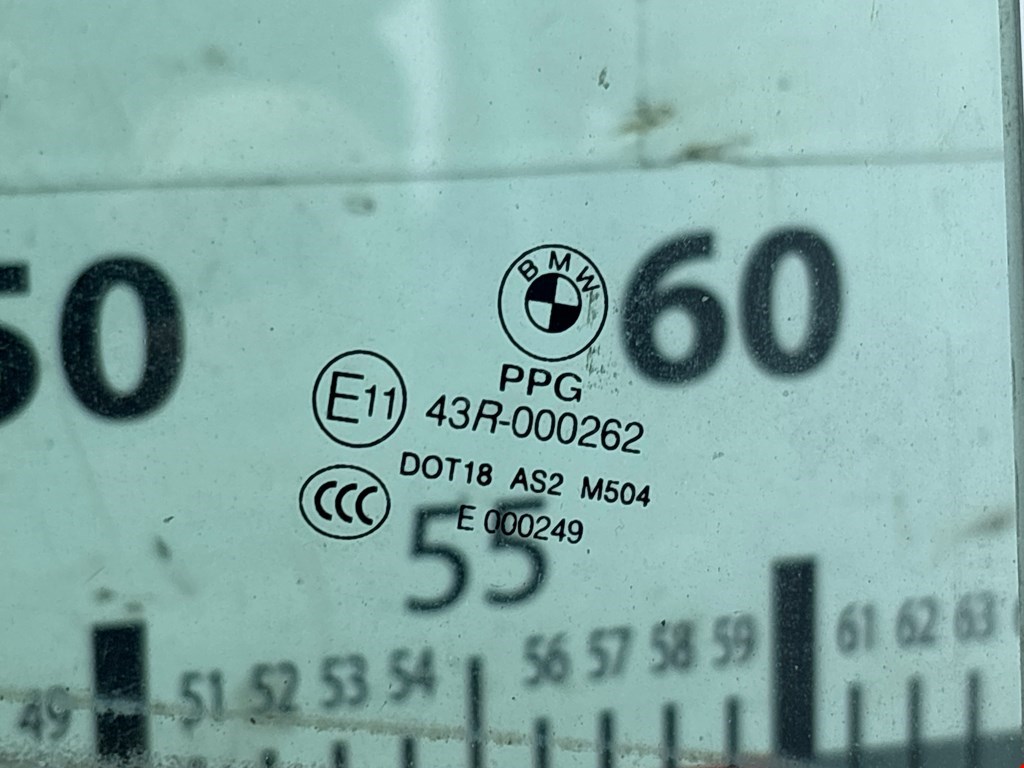 BMW
50 60
PPG
E11 43R-000262
DOT18 AS2 M504
CCC E 000249
55
49 51 52 53 54 56 57 58 59 61 62 63